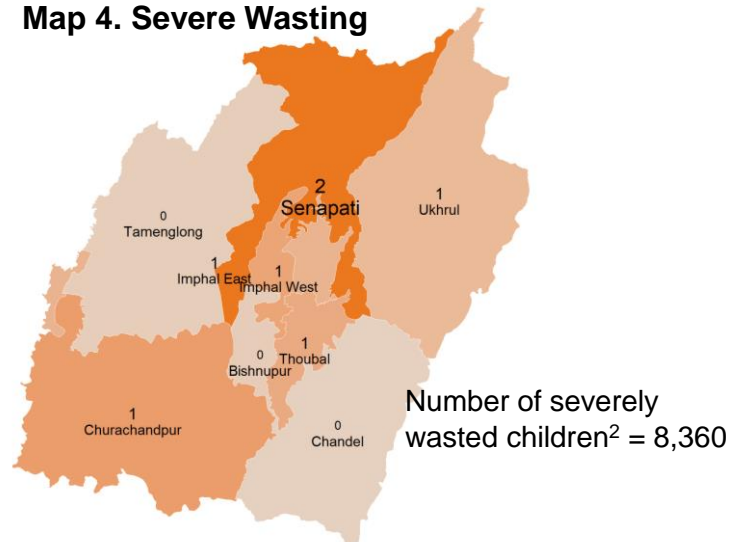 Map 4. Severe Wasting
2
Senapati
1
Ukhrul
0
Tamenglong
1
Imphal East
1
Imphal West
0
Bishnupur
1
Thoubal
1
Churachandpur
0
Chandel
Number of severely
wasted children² = 8,360